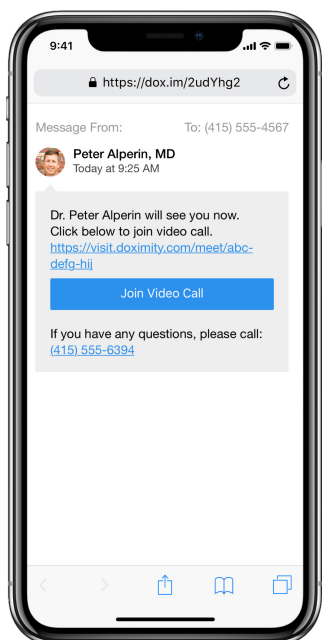 9:41
https://dox.im/2udYhg2
Message From: To: (415) 555-4567
Peter Alperin, MD
Today at 9:25 AM
Dr. Peter Alperin will see you now.
Click below to join video call.
https://visit.doximity.com/meet/abc-
defg-hij
Join Video Call
If you have any questions, please call:
(415) 555-6394